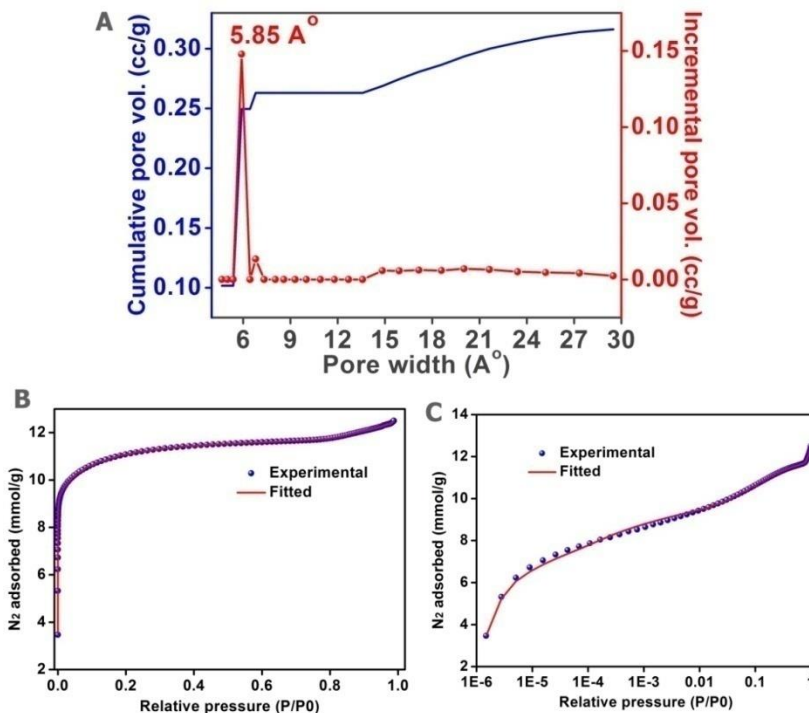 A
5.85 A°
Cumulative pore vol. (cc/g)
0.30
0.25
0.20
0.15
0.10
Incremental pore vol. (cc/g)
0.15
0.10
0.05
0.00
6 9 12 15 18 21 24 27 30
Pore width (A°)
B
N₂ adsorbed (mmol/g)
12
10
8
6
4
2
Experimental
Fitted
0.0 0.2 0.4 0.6 0.8 1.0
Relative pressure (P/P0)
C
N₂ adsorbed (mmol/g)
14
12
10
8
6
4
2
Experimental
Fitted
1E-6 1E-5 1E-4 1E-3 0.01 0.1 1
Relative pressure (P/P0)